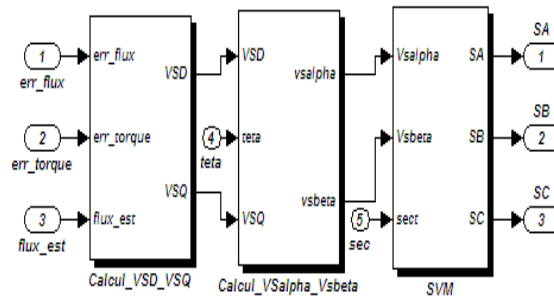 SA
1 err_flux VSD VSD vsalpha Vsalpha SA 1
err_flux
SB
2 err_torque 4 teta Vsbeta SB 2
err_torque teta
VSQ vsbeta SC
3 flux_est VSQ 5 sect SC 3
flux_est sec
Calcul_VSD_VSQ Calcul_VSalpha_Vsbeta SVM